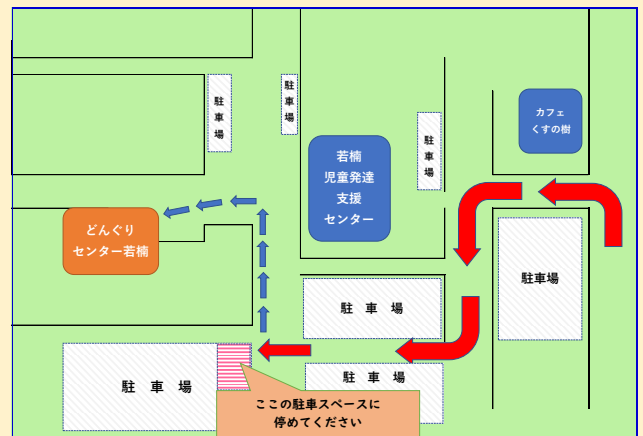 駐車場
駐車場
駐車場
カフェ
くすの樹
若楠
児童発達
支援
センター
どんぐり
センター若楠
駐車場
駐 車 場
駐 車 場
駐 車 場
ここの駐車スペースに
停めてください